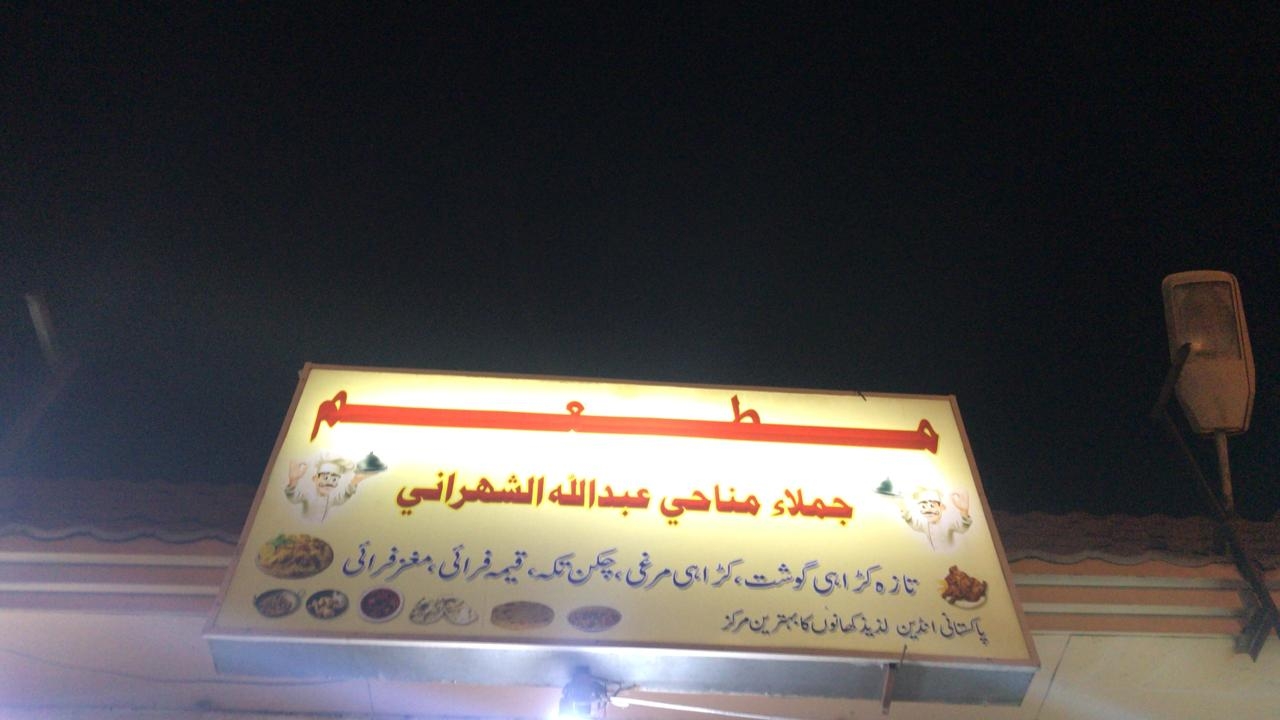 مطعم
جملاء مناحي عبدالله الشهراني
تازہ کڑاہی گوشت، کڑاہی مرغی، چکن تکہ، قیمہ فرائی، مغز فرائی
پاکستانی انڈین لذیذ کھانوں کا بہترین مرکز